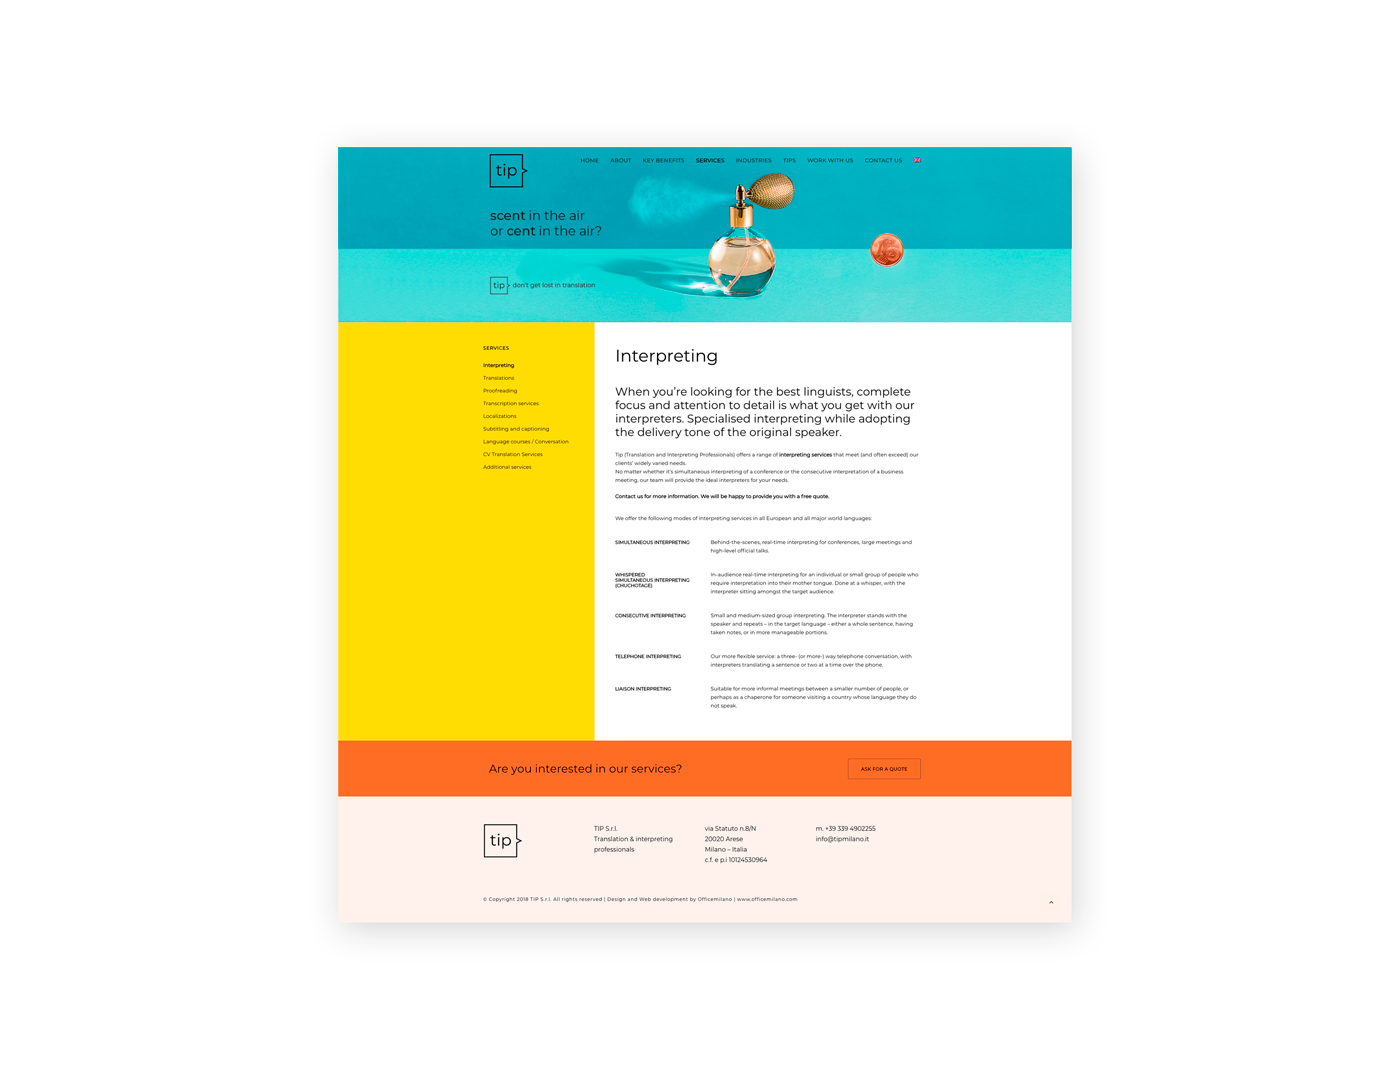 tip
HOME ABOUT KEY BENEFITS SERVICES INDUSTRIES TIPS WORK WITH US CONTACT US
scent in the air
or cent in the air?
tip don't get lost in translation
SERVICES
Interpreting
Translations
Proofreading
Transcription services
Localizations
Subtitling and captioning
Language courses / Conversation
CV Translation Services
Additional services
Interpreting
When you're looking for the best linguists, complete
focus and attention to detail is what you get with our
interpreters. Specialised interpreting while adopting
the delivery tone of the original speaker.
Tip (Translation and Interpreting Professionals) offers a range of interpreting services that meet (and often exceed) our
clients' widely varied needs.
No matter whether it's simultaneous interpreting of a conference or the consecutive interpretation of a business
meeting, our team will provide the ideal interpreters for your needs.
Contact us for more information. We will be happy to provide you with a free quote.
We offer the following modes of interpreting services in all European and all major world languages:
SIMULTANEOUS INTERPRETING
Behind-the-scenes, real-time interpreting for conferences, large meetings and
high-level official talks.
WHISPERED
SIMULTANEOUS INTERPRETING
(CHUCHOTAGE)
In-audience real-time interpreting for an individual or small group of people who
require interpretation into their mother tongue. Done at a whisper, with the
interpreter sitting amongst the target audience.
CONSECUTIVE INTERPRETING
Small and medium-sized group interpreting. The interpreter stands with the
speaker and repeats – in the target language – either a whole sentence, having
taken notes, or in more manageable portions.
TELEPHONE INTERPRETING
Our more flexible service: a three- (or more-) way telephone conversation, with
interpreters translating a sentence or two at a time over the phone.
LIAISON INTERPRETING
Suitable for more informal meetings between a smaller number of people, or
perhaps as a chaperone for someone visiting a country whose language they do
not speak.
Are you interested in our services?
ASK FOR A QUOTE
tip
TIP S.r.l.
Translation & interpreting
professionals
via Statuto n.8/N
20020 Arese
Milano – Italia
c.f. e p.i 10124530964
m. +39 339 4902255
info@tipmilano.it
© Copyright 2018 TIP S.r.l. All rights reserved | Design and Web development by Officemilano | www.officemilano.com